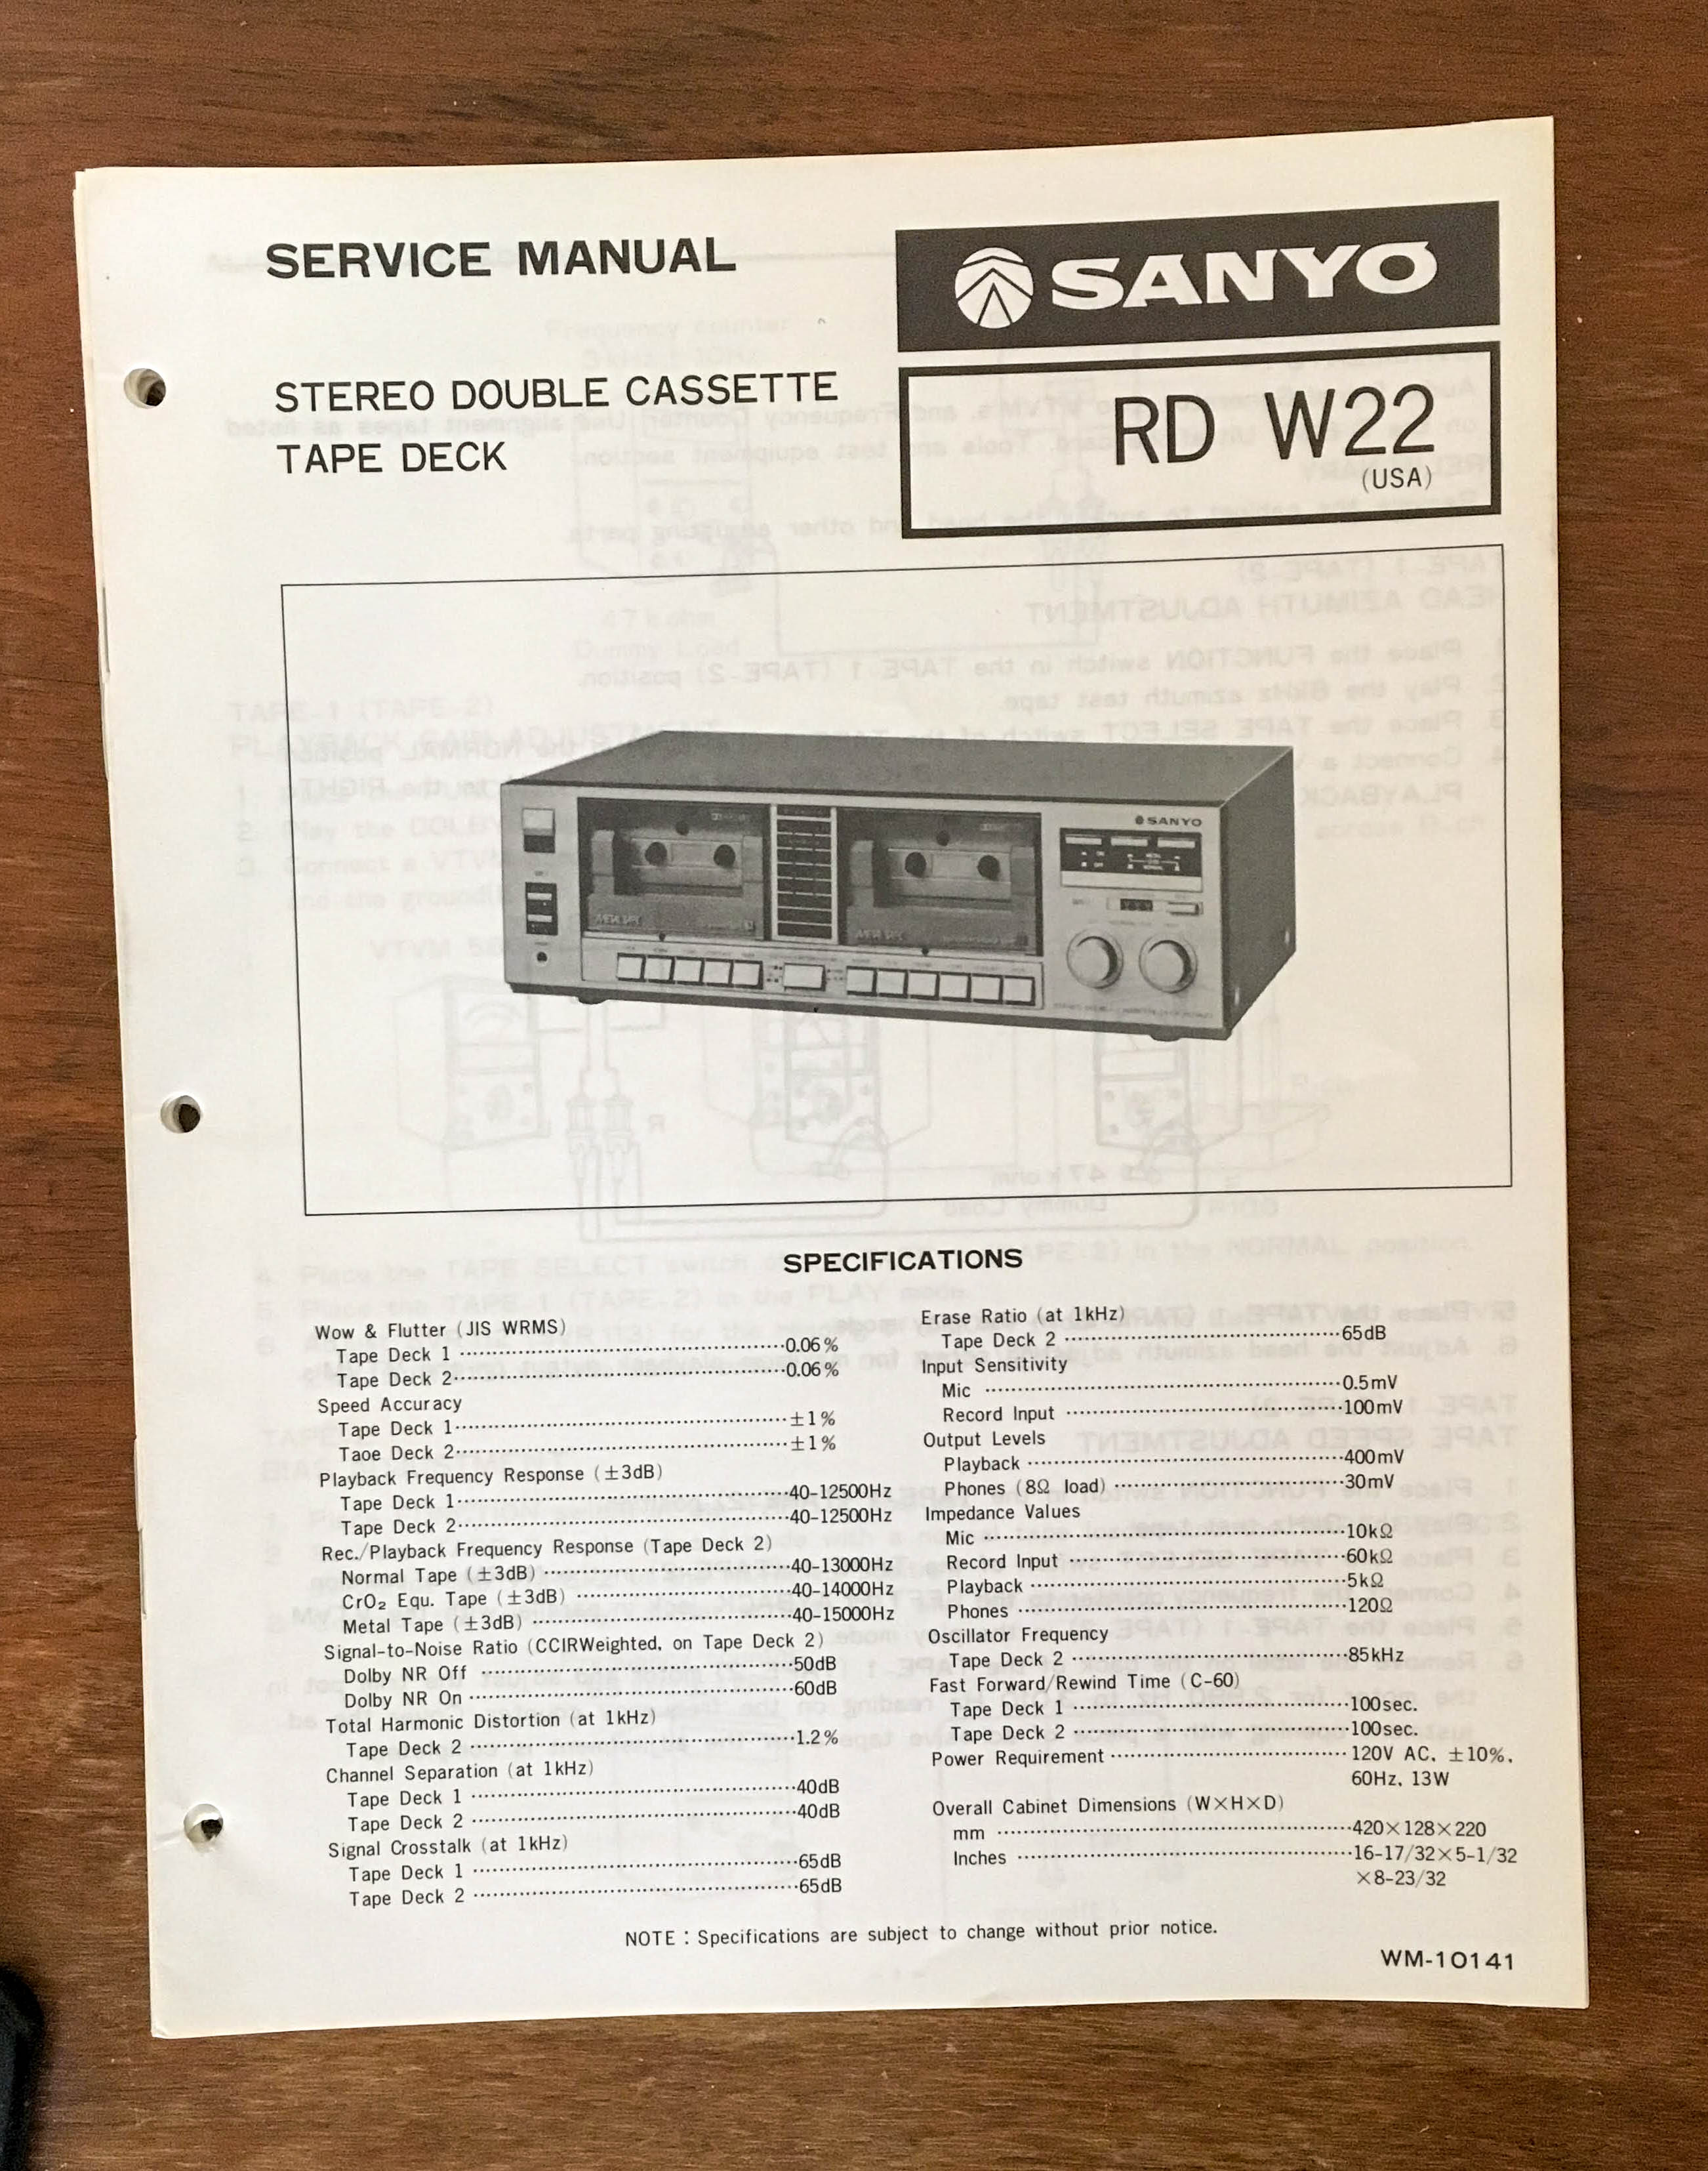 SERVICE MANUAL
SANYO
STEREO DOUBLE CASSETTE
TAPE DECK
RD W22
(USA)
SANYO
SPECIFICATIONS
Wow & Flutter (JIS WRMS)
Tape Deck 1 ··········0.06%
Tape Deck 2··········0.06%
Speed Accuracy
Tape Deck 1··········±1%
Taoe Deck 2··········±1%
Playback Frequency Response (±3dB)
Tape Deck 1··········40-12500Hz
Tape Deck 2··········40-12500Hz
Rec./Playback Frequency Response (Tape Deck 2)
Normal Tape (±3dB) ··········40-13000Hz
CrO₂ Equ. Tape (±3dB) ··········40-14000Hz
Metal Tape (±3dB) ··········40-15000Hz
Signal-to-Noise Ratio (CCIRWeighted, on Tape Deck 2)
Dolby NR Off ··········50dB
Dolby NR On ··········60dB
Total Harmonic Distortion (at 1kHz)
Tape Deck 2 ··········1.2%
Channel Separation (at 1kHz)
Tape Deck 1 ··········40dB
Tape Deck 2 ··········40dB
Signal Crosstalk (at 1kHz)
Tape Deck 1 ··········65dB
Tape Deck 2 ··········65dB
Erase Ratio (at 1kHz)
Tape Deck 2 ··········65dB
Input Sensitivity
Mic ··········0.5mV
Record Input ··········100mV
Output Levels
Playback ··········400mV
Phones (8Ω load) ··········30mV
Impedance Values
Mic ··········10kΩ
Record Input ··········60kΩ
Playback ··········5kΩ
Phones ··········120Ω
Oscillator Frequency
Tape Deck 2 ··········85kHz
Fast Forward/Rewind Time (C-60)
Tape Deck 1 ··········100sec.
Tape Deck 2 ··········100sec.
Power Requirement ·········· 120V AC, ±10%,
60Hz, 13W
Overall Cabinet Dimensions (W×H×D)
mm ··········420×128×220
Inches ··········16-17/32×5-1/32
×8-23/32
NOTE : Specifications are subject to change without prior notice.
WM-10141